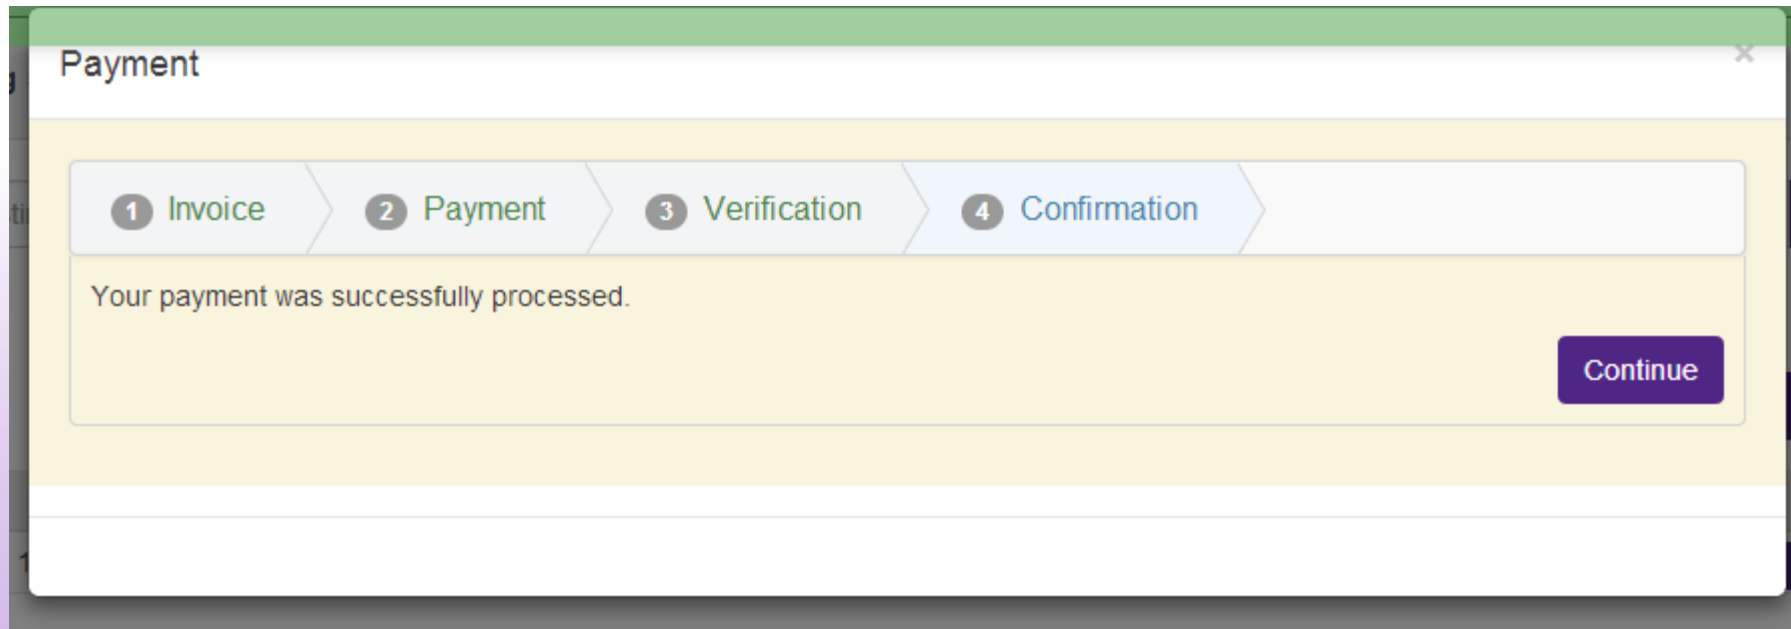 Payment
×
1 Invoice 2 Payment 3 Verification 4 Confirmation
Your payment was successfully processed.
Continue